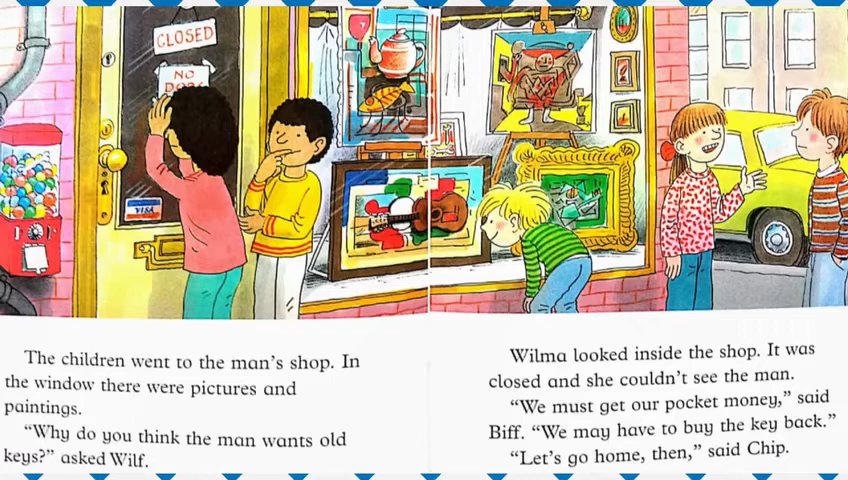 CLOSED
NO
DOGS
VISA
7
The children went to the man's shop. In
the window there were pictures and
paintings.
"Why do you think the man wants old
keys?" asked Wilf.
Wilma looked inside the shop. It was
closed and she couldn't see the man.
"We must get our pocket money," said
Biff. "We may have to buy the key back."
"Let's go home, then," said Chip.